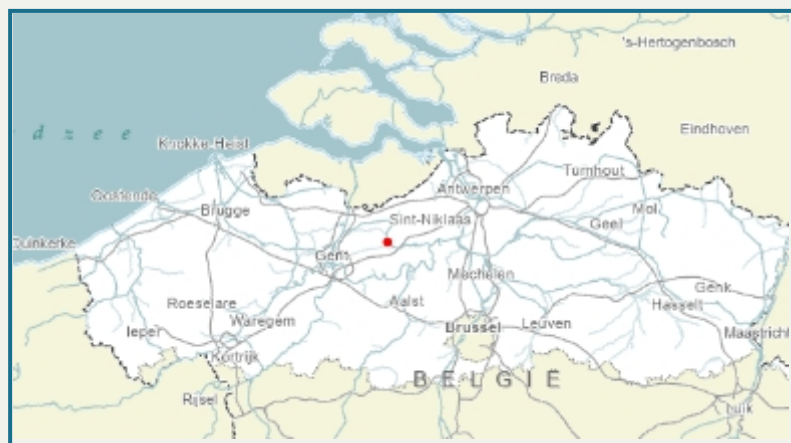 's-Hertogenbosch
Breda
dzee
Eindhoven
Knokke-Heist
Turnhout
Oostende
Antwerpen
Brugge
Mol
Sint-Niklaas
Geel
Duinkerke
Gent
Mechelen
Genk
Roeselare
Aalst
Hasselt
Ieper
Waregem
Brussel
Leuven
Maastricht
Kortrijk
BELGIË
Rijsel
Luik